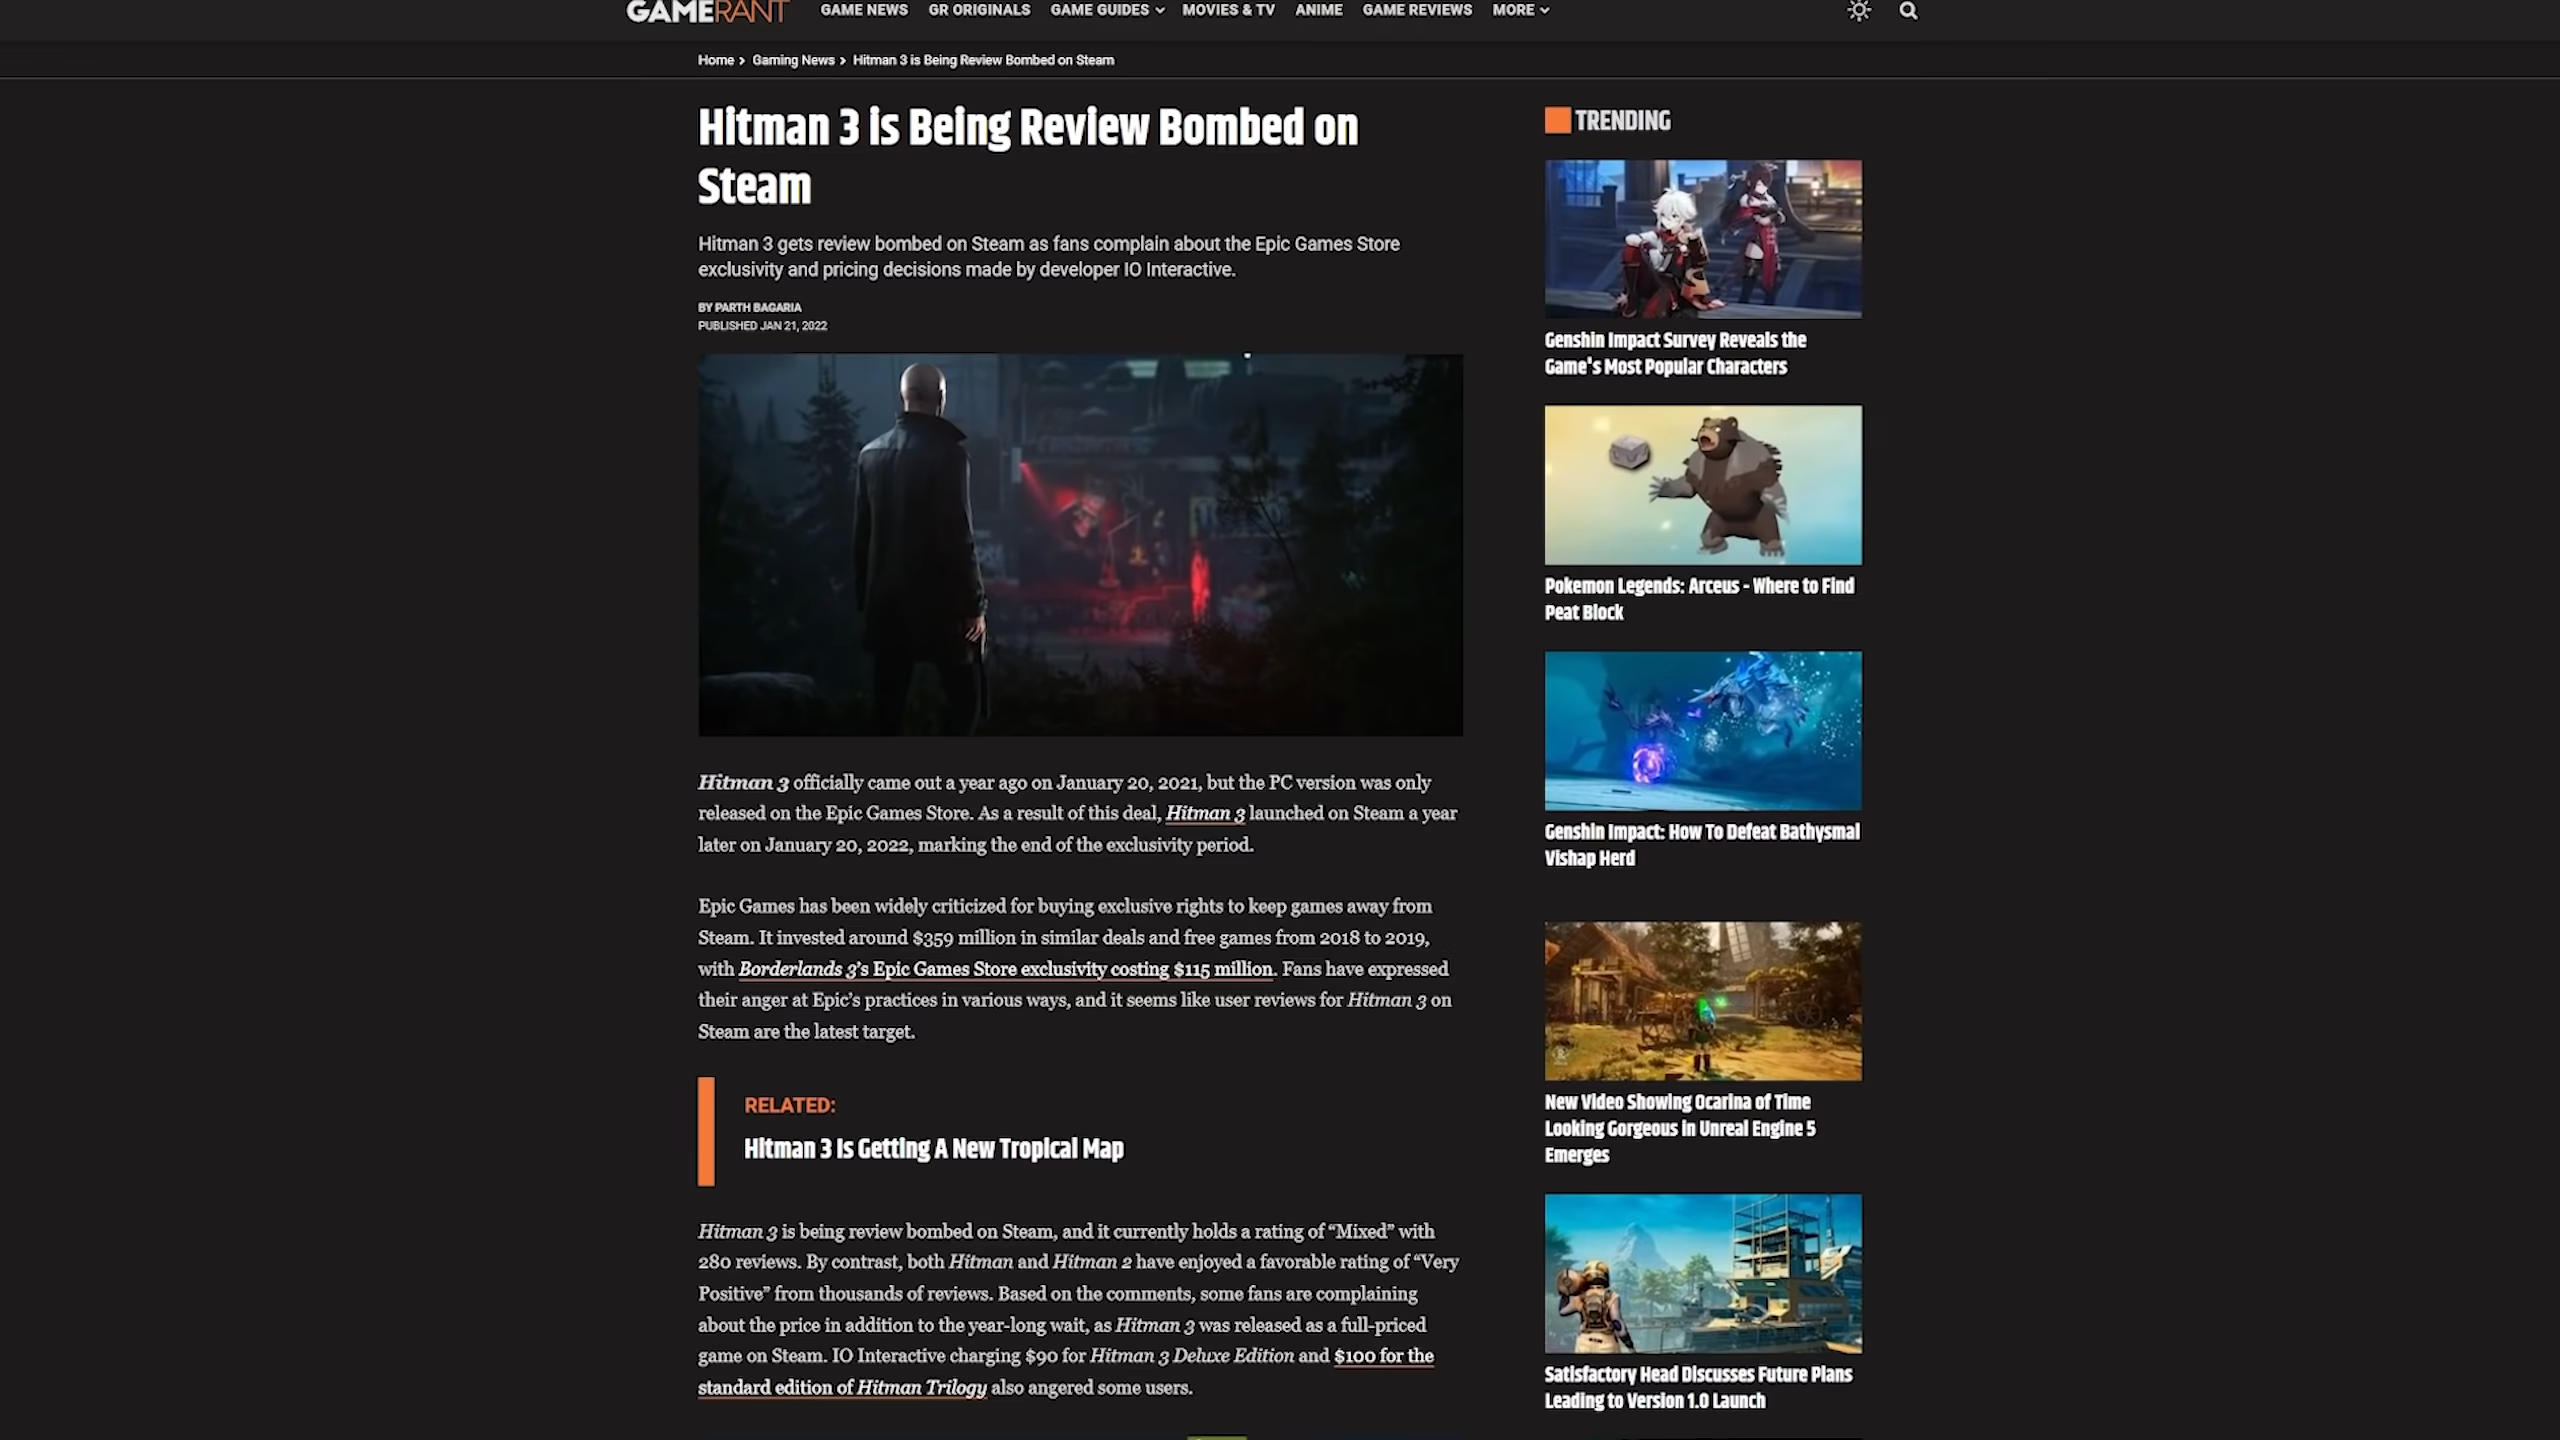 GAMERANT
GAME NEWS GR ORIGINALS GAME GUIDES MOVIES & TV ANIME GAME REVIEWS MORE
Home > Gaming News > Hitman 3 is Being Review Bombed on Steam
Hitman 3 is Being Review Bombed on
Steam
Hitman 3 gets review bombed on Steam as fans complain about the Epic Games Store
exclusivity and pricing decisions made by developer IO Interactive.
BY PARTH BAGARIA
PUBLISHED JAN 21, 2022
Hitman 3 officially came out a year ago on January 20, 2021, but the PC version was only
released on the Epic Games Store. As a result of this deal, Hitman 3 launched on Steam a year
later on January 20, 2022, marking the end of the exclusivity period.
Epic Games has been widely criticized for buying exclusive rights to keep games away from
Steam. It invested around $359 million in similar deals and free games from 2018 to 2019,
with Borderlands 3's Epic Games Store exclusivity costing $115 million. Fans have expressed
their anger at Epic's practices in various ways, and it seems like user reviews for Hitman 3 on
Steam are the latest target.
RELATED:
Hitman 3 Is Getting A New Tropical Map
Hitman 3 is being review bombed on Steam, and it currently holds a rating of “Mixed” with
280 reviews. By contrast, both Hitman and Hitman 2 have enjoyed a favorable rating of “Very
Positive” from thousands of reviews. Based on the comments, some fans are complaining
about the price in addition to the year-long wait, as Hitman 3 was released as a full-priced
game on Steam. IO Interactive charging $90 for Hitman 3 Deluxe Edition and $100 for the
standard edition of Hitman Trilogy also angered some users.
TRENDING
Genshin Impact Survey Reveals the
Game's Most Popular Characters
Pokemon Legends: Arceus - Where to Find
Peat Block
Genshin Impact: How To Defeat Bathysmal
Vishap Herd
New Video Showing Ocarina of Time
Looking Gorgeous in Unreal Engine 5
Emerges
Satisfactory Head Discusses Future Plans
Leading to Version 1.0 Launch